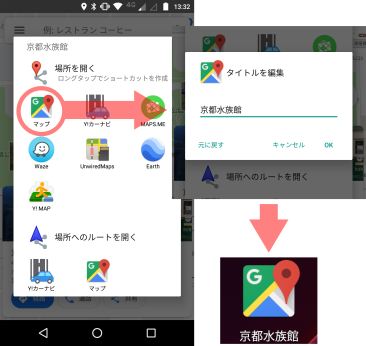 4G 13:32
例: レストラン コーヒー
京都水族館
場所を開く
ロングタップでショートカットを作成
マップ
Y!カーナビ
MAPS.ME
Waze
UnwiredMaps
Earth
Y! MAP
場所へのルートを開く
Y!カーナビ
マップ
タイトルを編集
京都水族館
元に戻す
キャンセル
OK
場所へのルートを開く
京都水族館